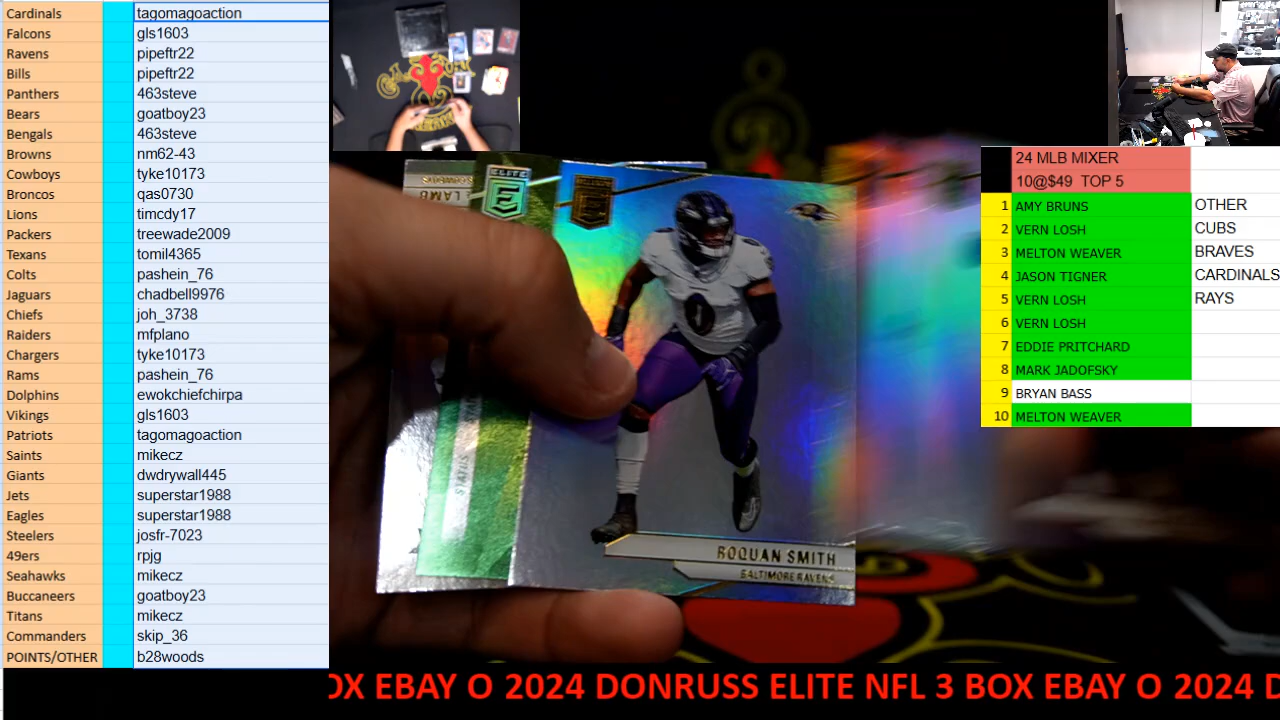 Cardinals tagomagoaction
Falcons gls1603
Ravens pipeftr22
Bills pipeftr22
Panthers 463steve
Bears goatboy23
Bengals 463steve
Browns nm62-43
Cowboys tyke10173
Broncos qas0730
Lions timcdy17
Packers treewade2009
Texans tomil4365
Colts pashein_76
Jaguars chadbell9976
Chiefs joh_3738
Raiders mfplano
Chargers tyke10173
Rams pashein_76
Dolphins ewokchiefchirpa
Vikings gls1603
Patriots tagomagoaction
Saints mikecz
Giants dwdrywall445
Jets superstar1988
Eagles superstar1988
Steelers josfr-7023
49ers rpjg
Seahawks mikecz
Buccaneers goatboy23
Titans mikecz
Commanders skip_36
POINTS/OTHER b28woods
LAMB
COWBOYS
ELITE
E
STATUS
0
ROQUAN SMITH
BALTIMORE RAVENS
24 MLB MIXER
10@$49 TOP 5
1 AMY BRUNS OTHER
2 VERN LOSH CUBS
3 MELTON WEAVER BRAVES
4 JASON TIGNER CARDINALS
5 VERN LOSH RAYS
6 VERN LOSH
7 EDDIE PRITCHARD
8 MARK JADOFSKY
9 BRYAN BASS
10 MELTON WEAVER
OX EBAY O 2024 DONRUSS ELITE NFL 3 BOX EBAY O 2024 D